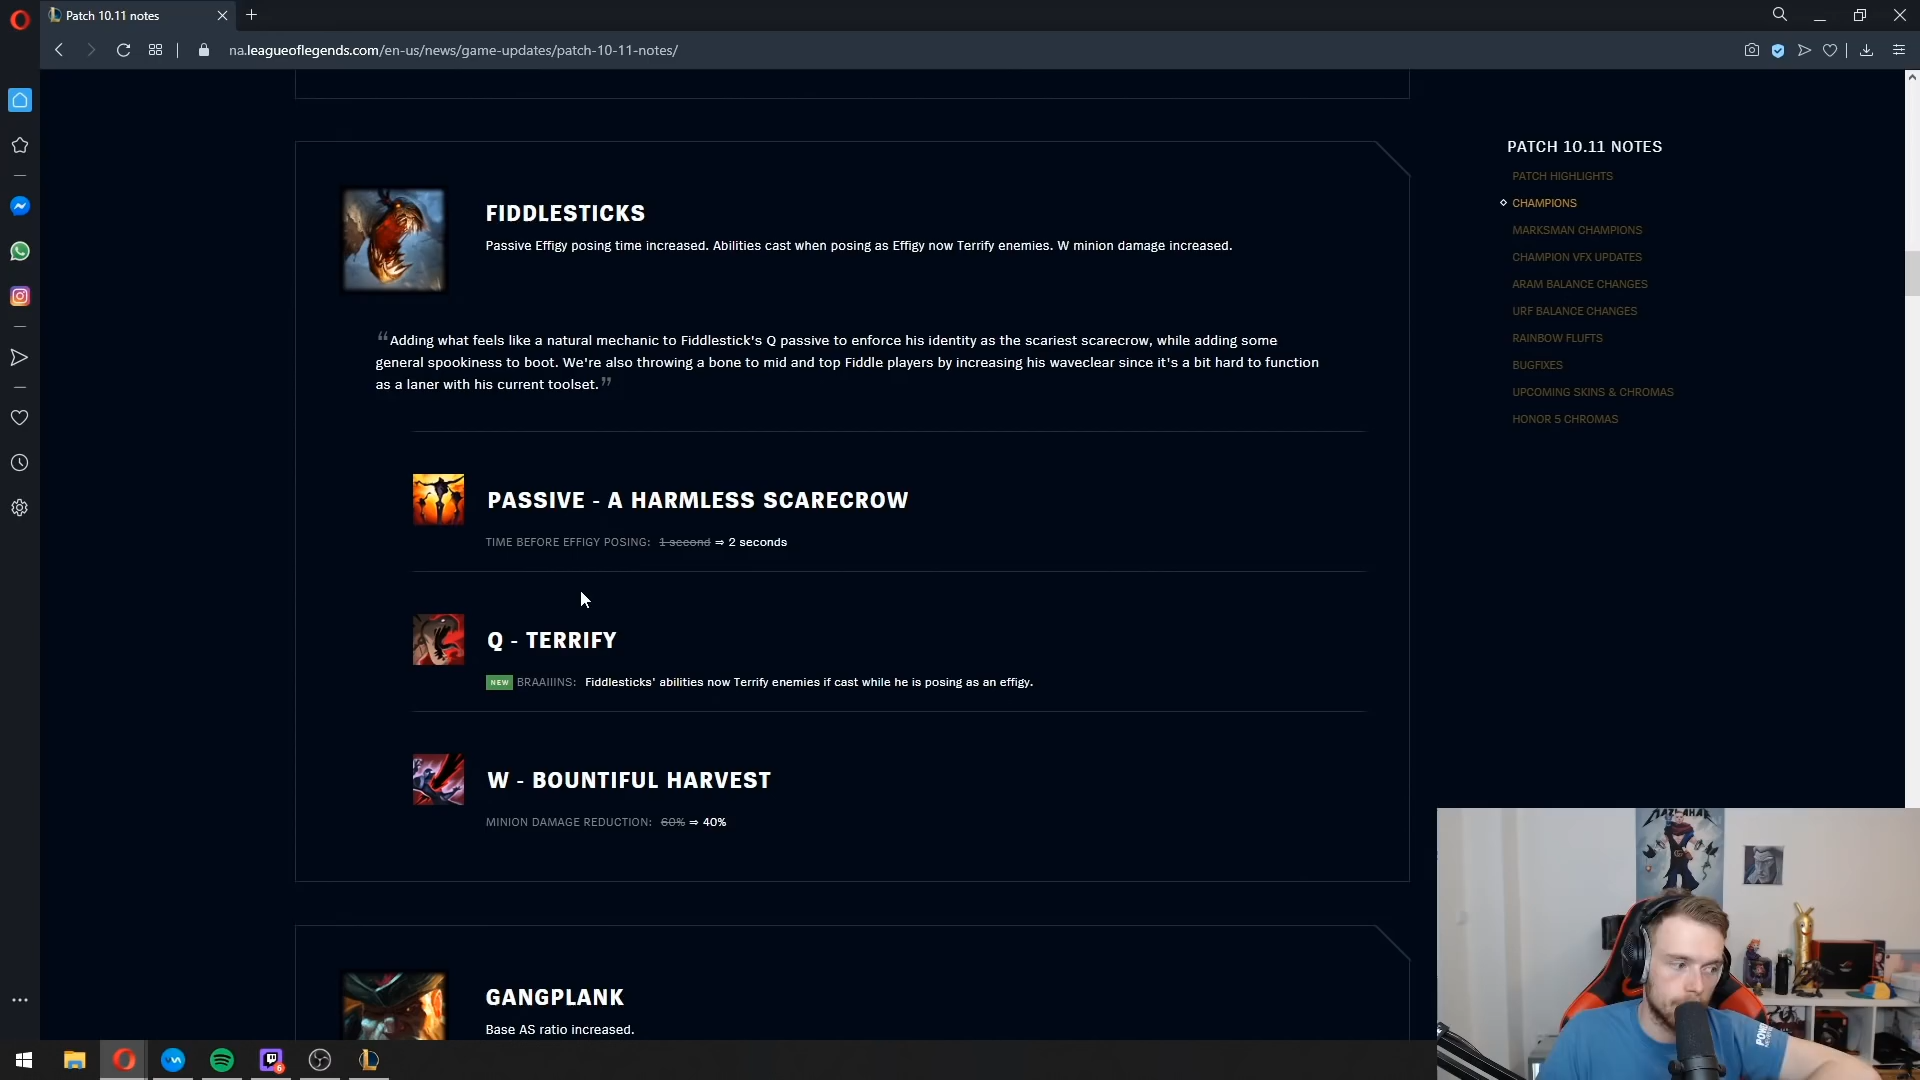 Patch 10.11 notes
na.leagueoflegends.com/en-us/news/game-updates/patch-10-11-notes/
FIDDLESTICKS
Passive Effigy posing time increased. Abilities cast when posing as Effigy now Terrify enemies. W minion damage increased.
“Adding what feels like a natural mechanic to Fiddlestick's Q passive to enforce his identity as the scariest scarecrow, while adding some
general spookiness to boot. We're also throwing a bone to mid and top Fiddle players by increasing his waveclear since it's a bit hard to function
as a laner with his current toolset.”
PASSIVE - A HARMLESS SCARECROW
TIME BEFORE EFFIGY POSING: 1 second ⇒ 2 seconds
Q - TERRIFY
NEW BRAAIIINS: Fiddlesticks' abilities now Terrify enemies if cast while he is posing as an effigy.
W - BOUNTIFUL HARVEST
MINION DAMAGE REDUCTION: 60% ⇒ 40%
GANGPLANK
Base AS ratio increased.
PATCH 10.11 NOTES
PATCH HIGHLIGHTS
CHAMPIONS
MARKSMAN CHAMPIONS
CHAMPION VFX UPDATES
ARAM BALANCE CHANGES
URF BALANCE CHANGES
RAINBOW FLUFTS
BUGFIXES
UPCOMING SKINS & CHROMAS
HONOR 5 CHROMAS
6